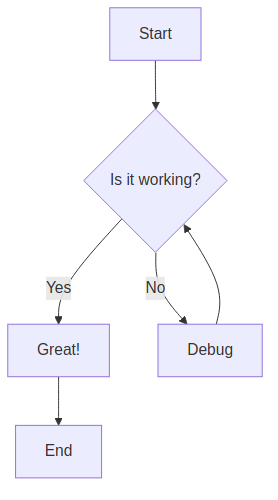 Start
Is it working?
Yes
No
Great!
Debug
End